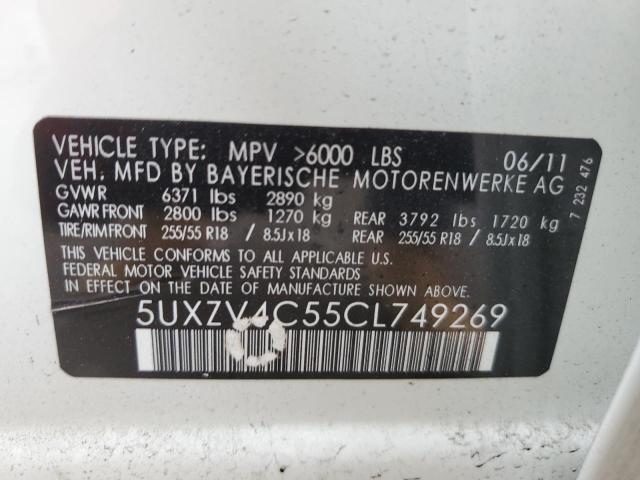 VEHICLE TYPE: MPV >6000 LBS 06/11
VEH. MFD BY BAYERISCHE MOTORENWERKE AG
GVWR 6371 lbs 2890 kg
GAWR FRONT 2800 lbs 1270 kg REAR 3792 lbs 1720 kg
TIRE/RIM FRONT 255/55 R18 / 8.5Jx18 REAR 255/55 R18 / 8.5Jx18
THIS VEHICLE CONFORMS TO ALL APPLICABLE U.S.
FEDERAL MOTOR VEHICLE SAFETY STANDARDS
IN EFFECT ON THE DATE OF MANUFACTURE SHOWN ABOVE.
5UXZV4C55CL749269
7 232 476